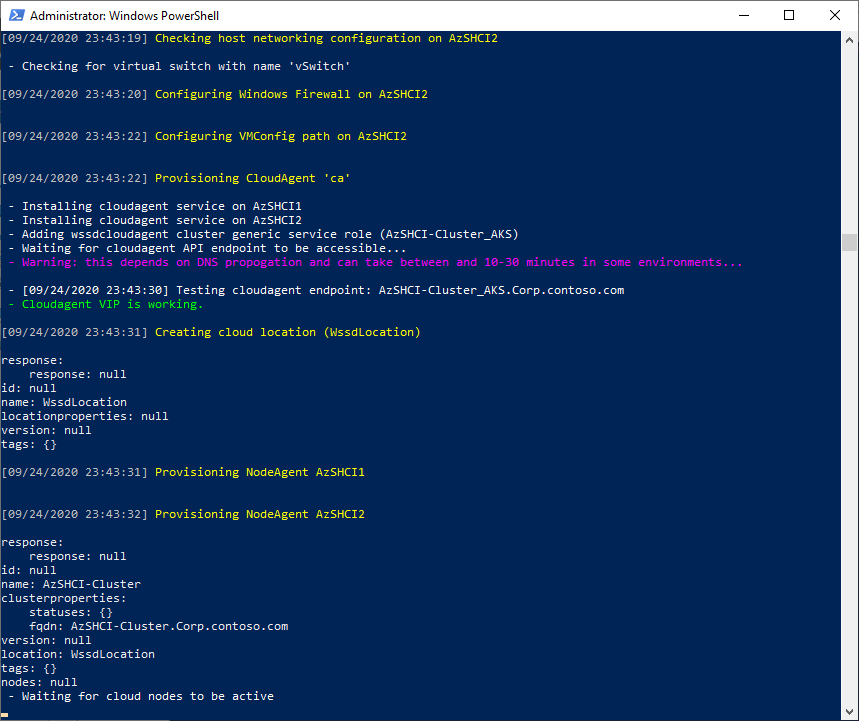 Administrator: Windows PowerShell
[09/24/2020 23:43:19] Checking host networking configuration on AzSHCI2
- Checking for virtual switch with name 'vSwitch'
[09/24/2020 23:43:20] Configuring Windows Firewall on AzSHCI2
[09/24/2020 23:43:22] Configuring VMConfig path on AzSHCI2
[09/24/2020 23:43:22] Provisioning CloudAgent 'ca'
- Installing cloudagent service on AzSHCI1
- Installing cloudagent service on AzSHCI2
- Adding wssdcloudagent cluster generic service role (AzSHCI-Cluster_AKS)
- Waiting for cloudagent API endpoint to be accessible...
- Warning: this depends on DNS propogation and can take between and 10-30 minutes in some environments...
- [09/24/2020 23:43:30] Testing cloudagent endpoint: AzSHCI-Cluster_AKS.Corp.contoso.com
- Cloudagent VIP is working.
[09/24/2020 23:43:31] Creating cloud location (WssdLocation)
response:
response: null
id: null
name: WssdLocation
locationproperties: null
version: null
tags: {}
[09/24/2020 23:43:31] Provisioning NodeAgent AzSHCI1
[09/24/2020 23:43:32] Provisioning NodeAgent AzSHCI2
response:
response: null
id: null
name: AzSHCI-Cluster
clusterproperties:
statuses: {}
fqdn: AzSHCI-Cluster.Corp.contoso.com
version: null
location: WssdLocation
tags: {}
nodes: null
- Waiting for cloud nodes to be active